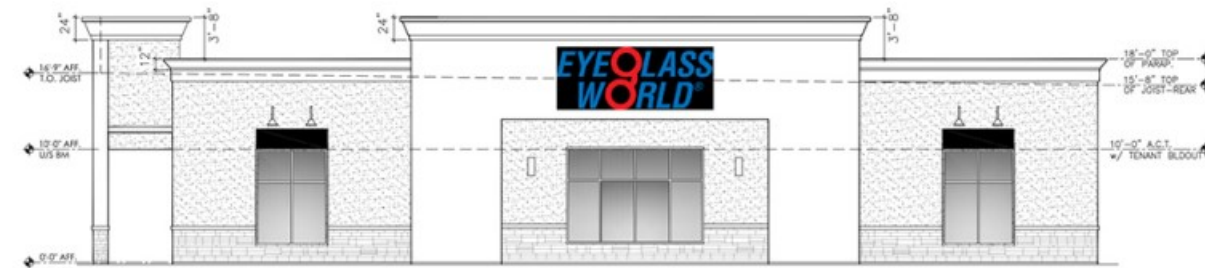 24"
3'-8"
24"
3'-8"
12"
EYEGLASS
WORLD®
16'-9" AFF.
T.O. JOIST
18'-0" TOP
OF PARAP.
15'-8" TOP
OF JOIST-REAR
10'-0" AFF.
U/S BM
10'-0" A.C.T.
w/ TENANT BLDOUT
0'-0" AFF.